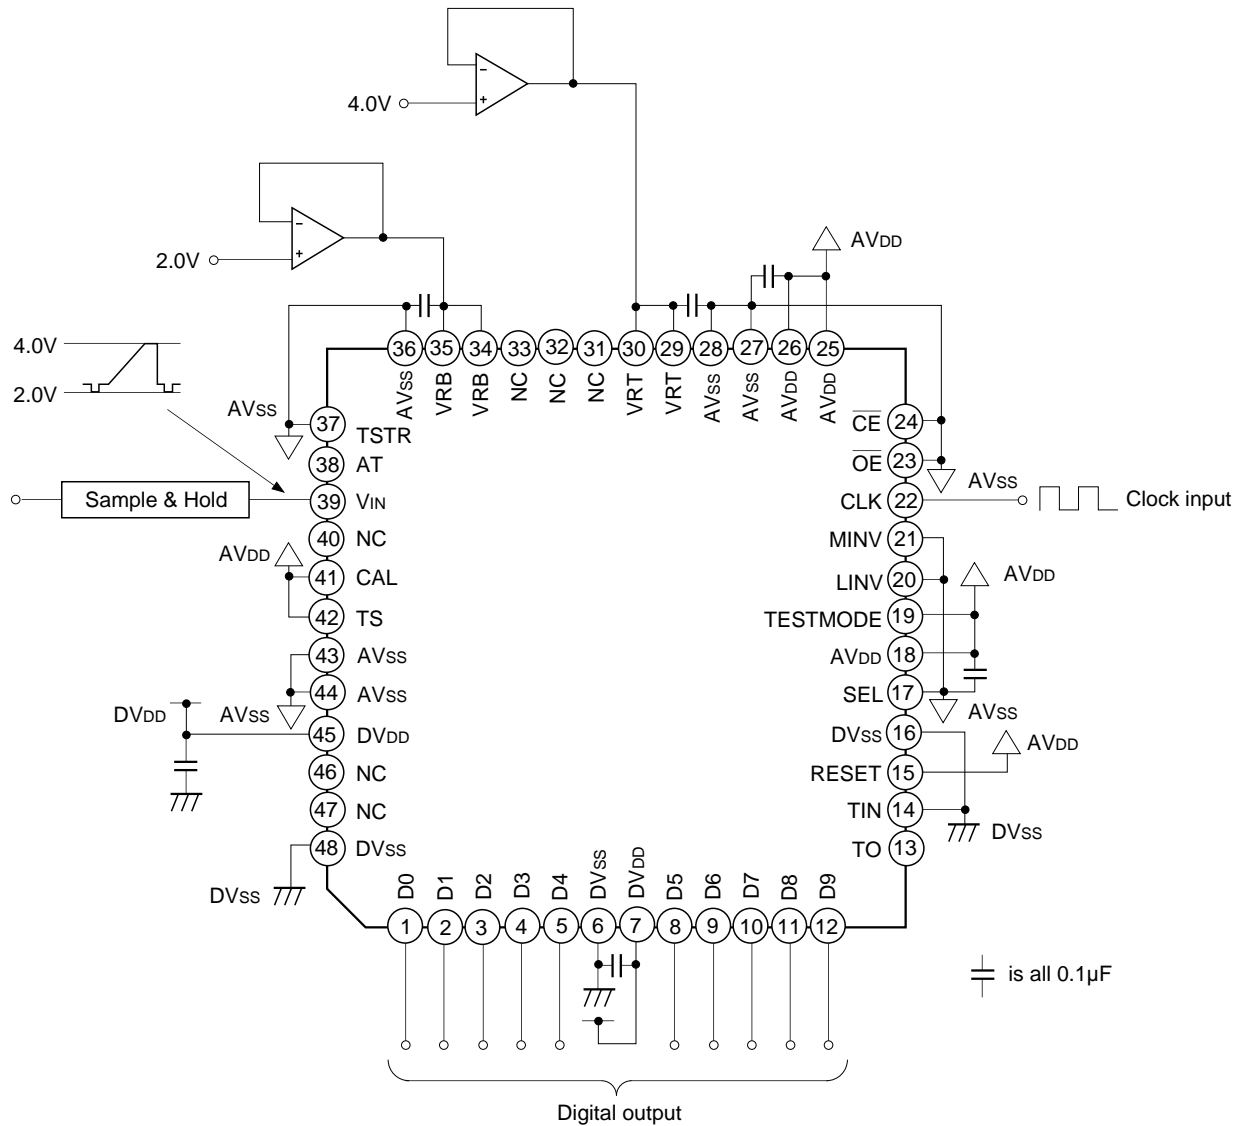 4.0V
−
+
2.0V
−
+
AVDD
4.0V
2.0V
36 35 34 33 32 31 30 29 28 27 26 25
AVSS VRB VRB NC NC NC VRT VRT AVSS AVSS AVDD AVDD
AVSS
37 TSTR
38 AT
Sample & Hold
39 VIN
40 NC
AVDD
41 CAL
42 TS
43 AVSS
44 AVSS
AVSS
DVDD
45 DVDD
46 NC
47 NC
48 DVSS
DVSS
CE 24
OE 23
AVSS
CLK 22
Clock input
MINV 21
LINV 20
AVDD
TESTMODE 19
AVDD 18
SEL 17
AVSS
DVSS 16
AVDD
RESET 15
TIN 14
DVSS
TO 13
D0 D1 D2 D3 D4 DVSS DVDD D5 D6 D7 D8 D9
1 2 3 4 5 6 7 8 9 10 11 12
is all 0.1µF
Digital output